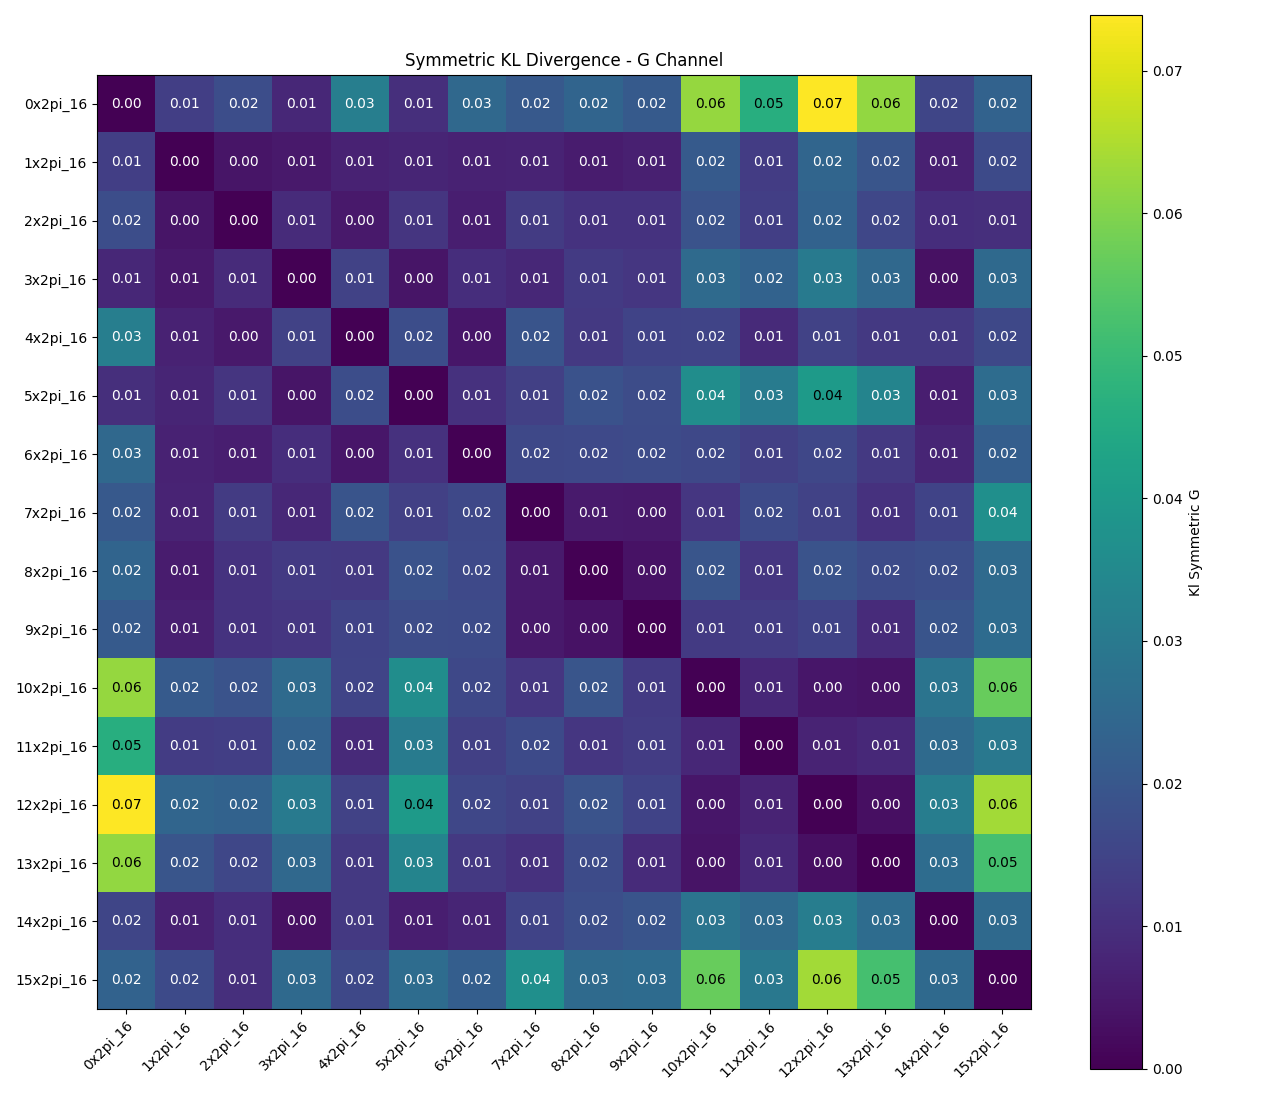 Symmetric KL Divergence - G Channel
0x2pi_16 0.00 0.01 0.02 0.01 0.03 0.01 0.03 0.02 0.02 0.02 0.06 0.05 0.07 0.06 0.02 0.02
1x2pi_16 0.01 0.00 0.00 0.01 0.01 0.01 0.01 0.01 0.01 0.01 0.02 0.01 0.02 0.02 0.01 0.02
2x2pi_16 0.02 0.00 0.00 0.01 0.00 0.01 0.01 0.01 0.01 0.01 0.02 0.01 0.02 0.02 0.01 0.01
3x2pi_16 0.01 0.01 0.01 0.00 0.01 0.00 0.01 0.01 0.01 0.01 0.03 0.02 0.03 0.03 0.00 0.03
4x2pi_16 0.03 0.01 0.00 0.01 0.00 0.02 0.00 0.02 0.01 0.01 0.02 0.01 0.01 0.01 0.01 0.02
5x2pi_16 0.01 0.01 0.01 0.00 0.02 0.00 0.01 0.01 0.02 0.02 0.04 0.03 0.04 0.03 0.01 0.03
6x2pi_16 0.03 0.01 0.01 0.01 0.00 0.01 0.00 0.02 0.02 0.02 0.02 0.01 0.02 0.01 0.01 0.02
7x2pi_16 0.02 0.01 0.01 0.01 0.02 0.01 0.02 0.00 0.01 0.00 0.01 0.02 0.01 0.01 0.01 0.04
8x2pi_16 0.02 0.01 0.01 0.01 0.01 0.02 0.02 0.01 0.00 0.00 0.02 0.01 0.02 0.02 0.02 0.03
9x2pi_16 0.02 0.01 0.01 0.01 0.01 0.02 0.02 0.00 0.00 0.00 0.01 0.01 0.01 0.01 0.02 0.03
10x2pi_16 0.06 0.02 0.02 0.03 0.02 0.04 0.02 0.01 0.02 0.01 0.00 0.01 0.00 0.00 0.03 0.06
11x2pi_16 0.05 0.01 0.01 0.02 0.01 0.03 0.01 0.02 0.01 0.01 0.01 0.00 0.01 0.01 0.03 0.03
12x2pi_16 0.07 0.02 0.02 0.03 0.01 0.04 0.02 0.01 0.02 0.01 0.00 0.01 0.00 0.00 0.03 0.06
13x2pi_16 0.06 0.02 0.02 0.03 0.01 0.03 0.01 0.01 0.02 0.01 0.00 0.01 0.00 0.00 0.03 0.05
14x2pi_16 0.02 0.01 0.01 0.00 0.01 0.01 0.01 0.01 0.02 0.02 0.03 0.03 0.03 0.03 0.00 0.03
15x2pi_16 0.02 0.02 0.01 0.03 0.02 0.03 0.02 0.04 0.03 0.03 0.06 0.03 0.06 0.05 0.03 0.00
0x2pi_16 1x2pi_16 2x2pi_16 3x2pi_16 4x2pi_16 5x2pi_16 6x2pi_16 7x2pi_16 8x2pi_16 9x2pi_16 10x2pi_16 11x2pi_16 12x2pi_16 13x2pi_16 14x2pi_16 15x2pi_16
0.07
0.06
0.05
0.04
0.03
0.02
0.01
0.00
Kl Symmetric G